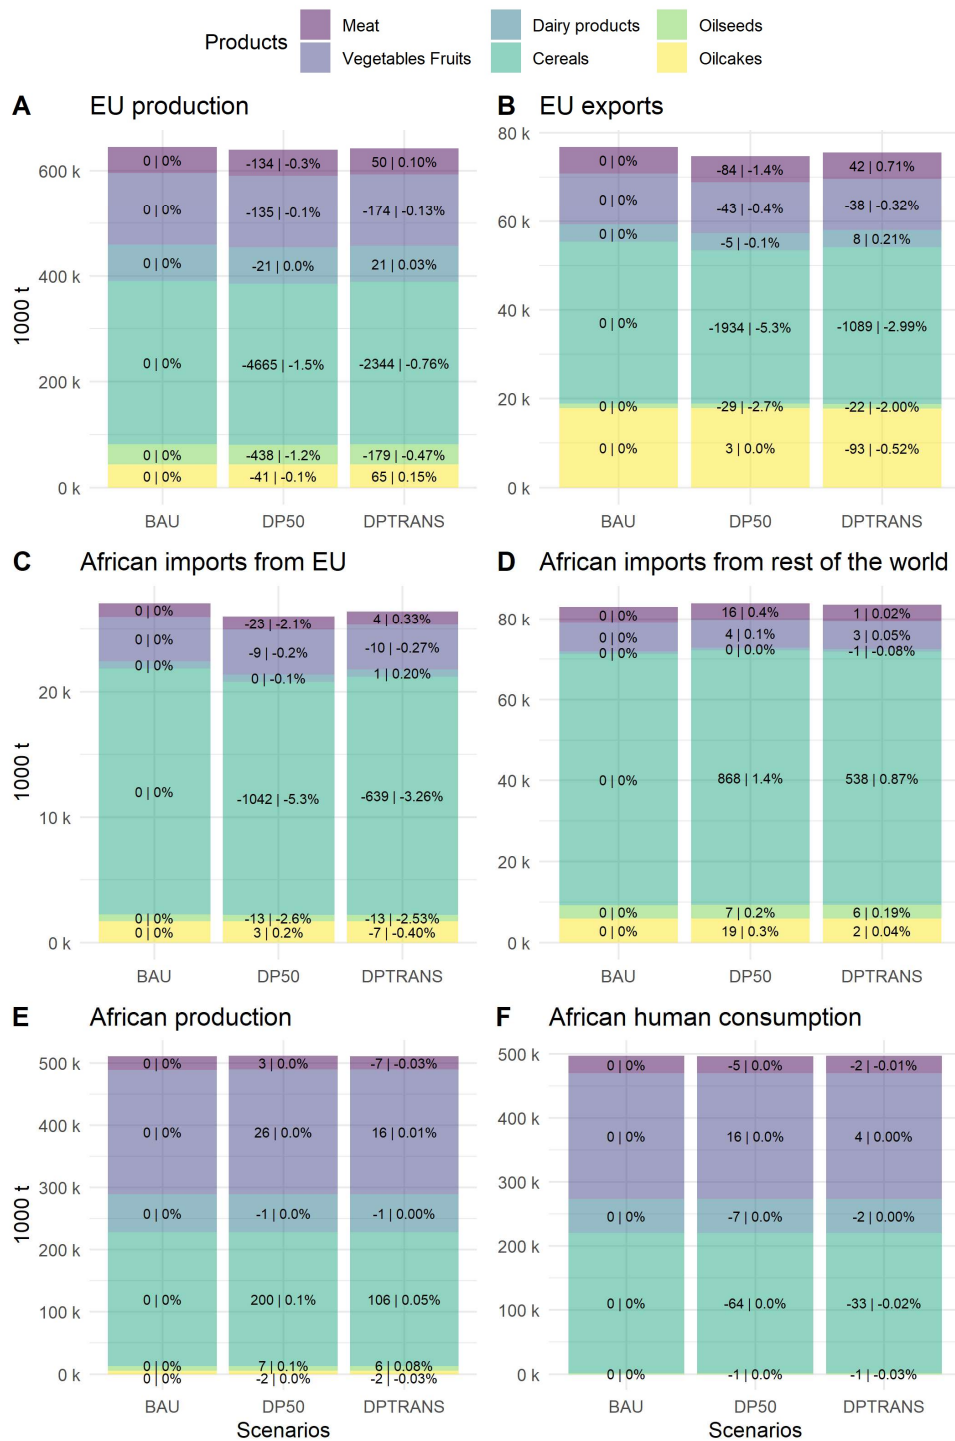 Products
Meat
Dairy products
Oilseeds
Vegetables Fruits
Cereals
Oilcakes
A
EU production
1000 t
600 k
400 k
200 k
0 k
0 | 0%
-134 | -0.3%
50 | 0.10%
0 | 0%
-135 | -0.1%
-174 | -0.13%
0 | 0%
-21 | 0.0%
21 | 0.03%
0 | 0%
-4665 | -1.5%
-2344 | -0.76%
0 | 0%
-438 | -1.2%
-179 | -0.47%
0 | 0%
-41 | -0.1%
65 | 0.15%
BAU
DP50
DPTRANS
B
EU exports
80 k
60 k
40 k
20 k
0 k
0 | 0%
-84 | -1.4%
42 | 0.71%
0 | 0%
-43 | -0.4%
-38 | -0.32%
0 | 0%
-5 | -0.1%
8 | 0.21%
0 | 0%
-1934 | -5.3%
-1089 | -2.99%
0 | 0%
-29 | -2.7%
-22 | -2.00%
0 | 0%
3 | 0.0%
-93 | -0.52%
BAU
DP50
DPTRANS
C
African imports from EU
1000 t
20 k
10 k
0 k
0 | 0%
-23 | -2.1%
4 | 0.33%
0 | 0%
-9 | -0.2%
-10 | -0.27%
0 | 0%
0 | -0.1%
1 | 0.20%
0 | 0%
-1042 | -5.3%
-639 | -3.26%
0 | 0%
-13 | -2.6%
-13 | -2.53%
0 | 0%
3 | 0.2%
-7 | -0.40%
BAU
DP50
DPTRANS
D
African imports from rest of the world
80 k
60 k
40 k
20 k
0 k
0 | 0%
16 | 0.4%
1 | 0.02%
0 | 0%
4 | 0.1%
3 | 0.05%
0 | 0%
0 | 0.0%
-1 | -0.08%
0 | 0%
868 | 1.4%
538 | 0.87%
0 | 0%
7 | 0.2%
6 | 0.19%
0 | 0%
19 | 0.3%
2 | 0.04%
BAU
DP50
DPTRANS
E
African production
1000 t
500 k
400 k
300 k
200 k
100 k
0 k
0 | 0%
3 | 0.0%
-7 | -0.03%
0 | 0%
26 | 0.0%
16 | 0.01%
0 | 0%
-1 | 0.0%
-1 | 0.00%
0 | 0%
200 | 0.1%
106 | 0.05%
0 | 0%
7 | 0.1%
6 | 0.08%
0 | 0%
-2 | 0.0%
-2 | -0.03%
BAU
DP50
DPTRANS
Scenarios
F
African human consumption
500 k
400 k
300 k
200 k
100 k
0 k
0 | 0%
-5 | 0.0%
-2 | -0.01%
0 | 0%
16 | 0.0%
4 | 0.00%
0 | 0%
-7 | 0.0%
-2 | 0.00%
0 | 0%
-64 | 0.0%
-33 | -0.02%
0 | 0%
-1 | 0.0%
-1 | -0.03%
BAU
DP50
DPTRANS
Scenarios